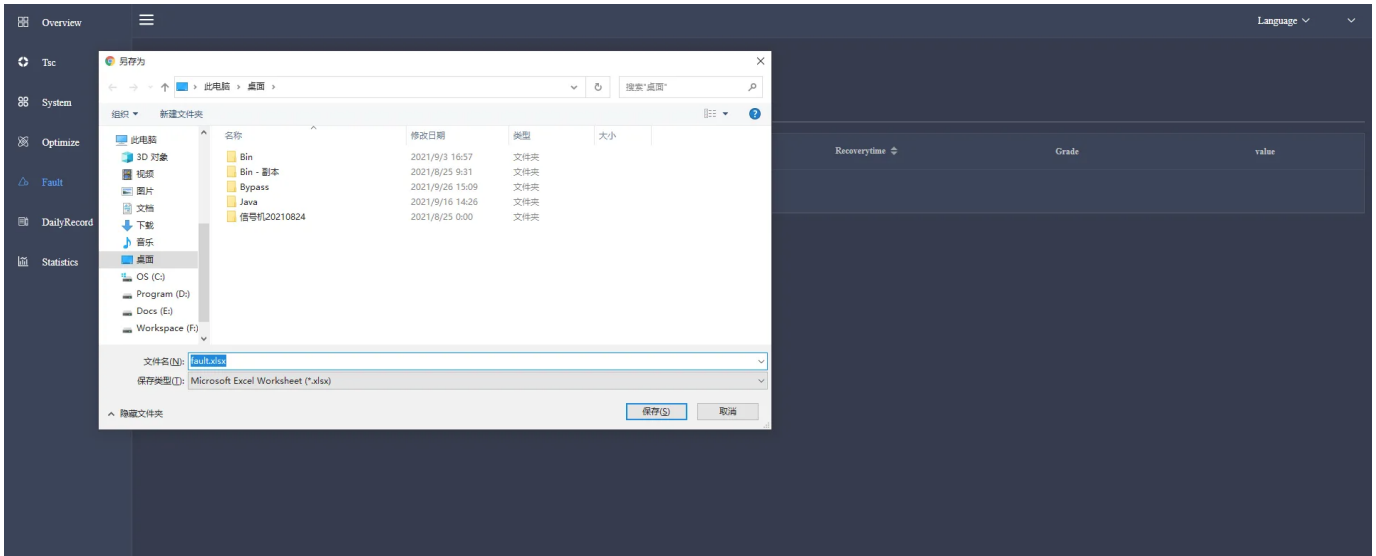 Overview
Language
Tsc
System
Optimize
Fault
DailyRecord
Statistics
另存为
此电脑 › 桌面 ›
搜索"桌面"
组织 新建文件夹
此电脑
3D 对象
视频
图片
文档
下载
音乐
桌面
OS (C:)
Program (D:)
Docs (E:)
Workspace (F:)
名称 修改日期 类型 大小
Bin 2021/9/3 16:57 文件夹
Bin - 副本 2021/8/25 9:31 文件夹
Bypass 2021/9/26 15:09 文件夹
Java 2021/9/16 14:26 文件夹
信号机20210824 2021/8/25 0:00 文件夹
文件名(N): fault.xlsx
保存类型(T): Microsoft Excel Worksheet (*.xlsx)
隐藏文件夹 保存(S) 取消
Recoverytime Grade value